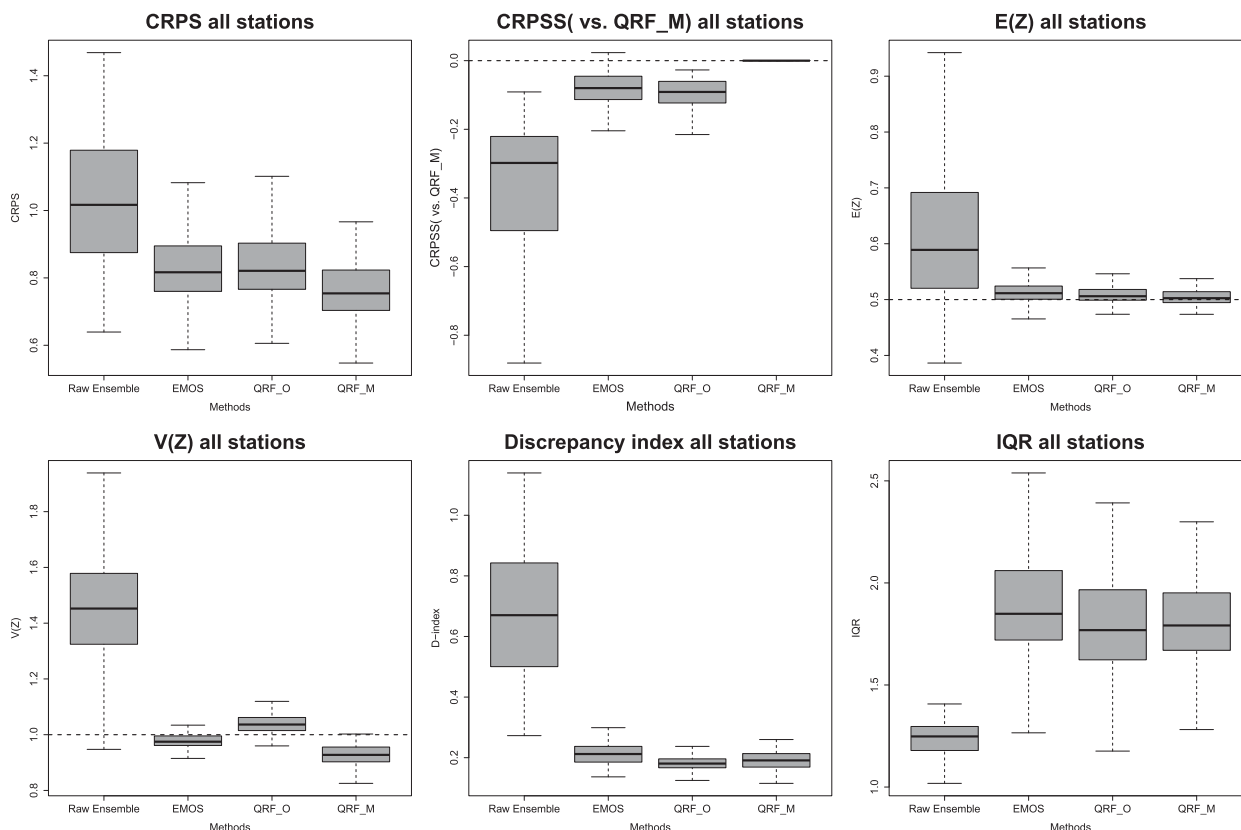 CRPS all stations
CRPS
1.4
1.2
1.0
0.8
0.6
Raw Ensemble EMOS QRF_O QRF_M
Methods
CRPSS( vs. QRF_M) all stations
CRPSS( vs. QRF_M)
0.0
−0.2
−0.4
−0.6
−0.8
Raw Ensemble EMOS QRF_O QRF_M
Methods
E(Z) all stations
E(Z)
0.9
0.8
0.7
0.6
0.5
0.4
Raw Ensemble EMOS QRF_O QRF_M
Methods
V(Z) all stations
V(Z)
1.8
1.6
1.4
1.2
1.0
0.8
Raw Ensemble EMOS QRF_O QRF_M
Methods
Discrepancy index all stations
D−index
1.0
0.8
0.6
0.4
0.2
Raw Ensemble EMOS QRF_O QRF_M
Methods
IQR all stations
IQR
2.5
2.0
1.5
1.0
Raw Ensemble EMOS QRF_O QRF_M
Methods